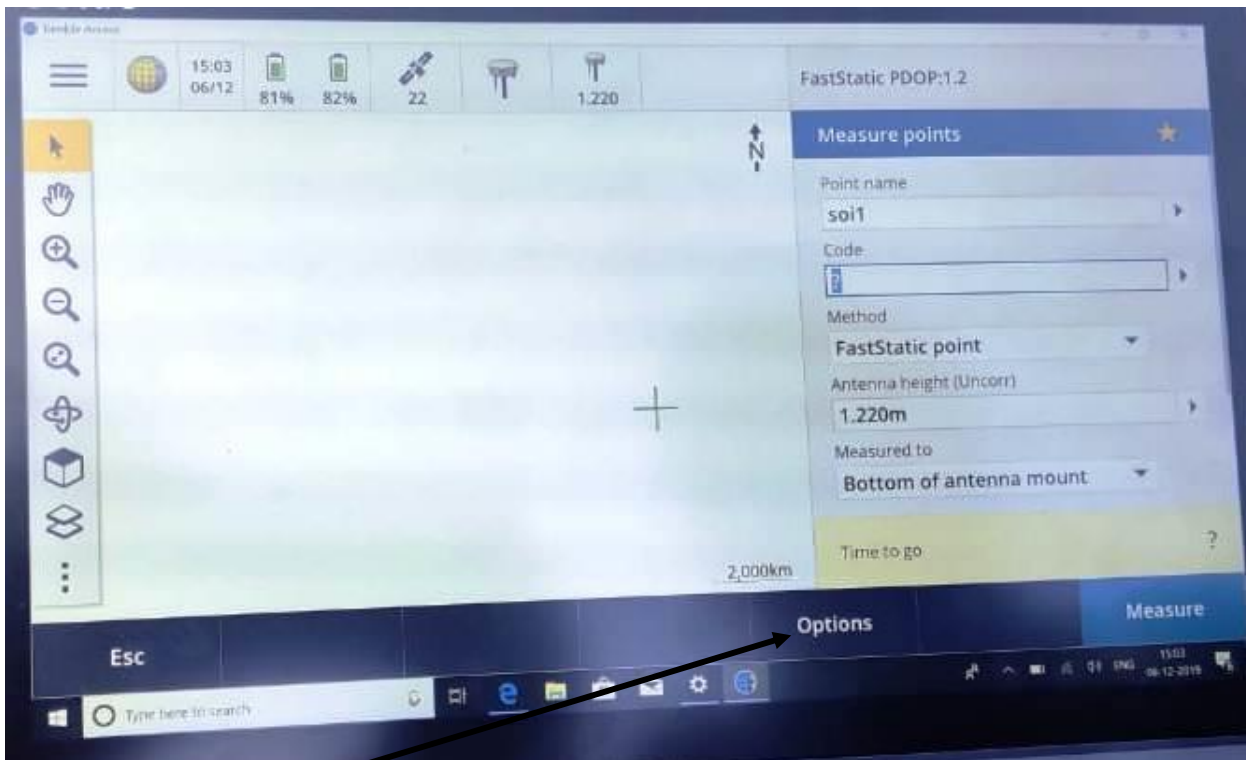 Trimble Access
15:03
06/12
81%
82%
22
1.220
FastStatic PDOP:1.2
N
Measure points
Point name
soi1
Code
?
Method
FastStatic point
Antenna height (Uncorr)
1.220m
Measured to
Bottom of antenna mount
Time to go
?
2,000km
Esc
Options
Measure
Type here to search
ENG
15:03
06-12-2019